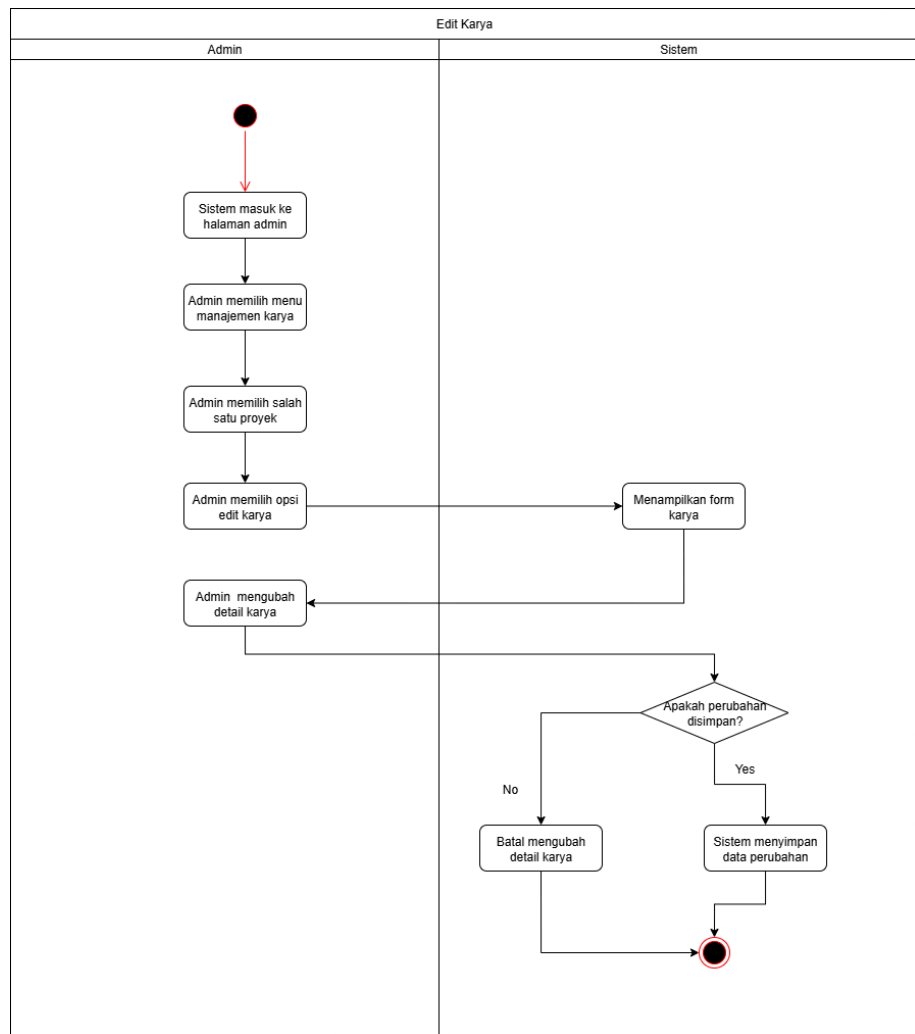 Edit Karya
Admin
Sistem
Sistem masuk ke
halaman admin
Admin memilih menu
manajemen karya
Admin memilih salah
satu proyek
Admin memilih opsi
edit karya
Menampilkan form
karya
Admin  mengubah
detail karya
Apakah perubahan
disimpan?
No
Yes
Batal mengubah
detail karya
Sistem menyimpan
data perubahan